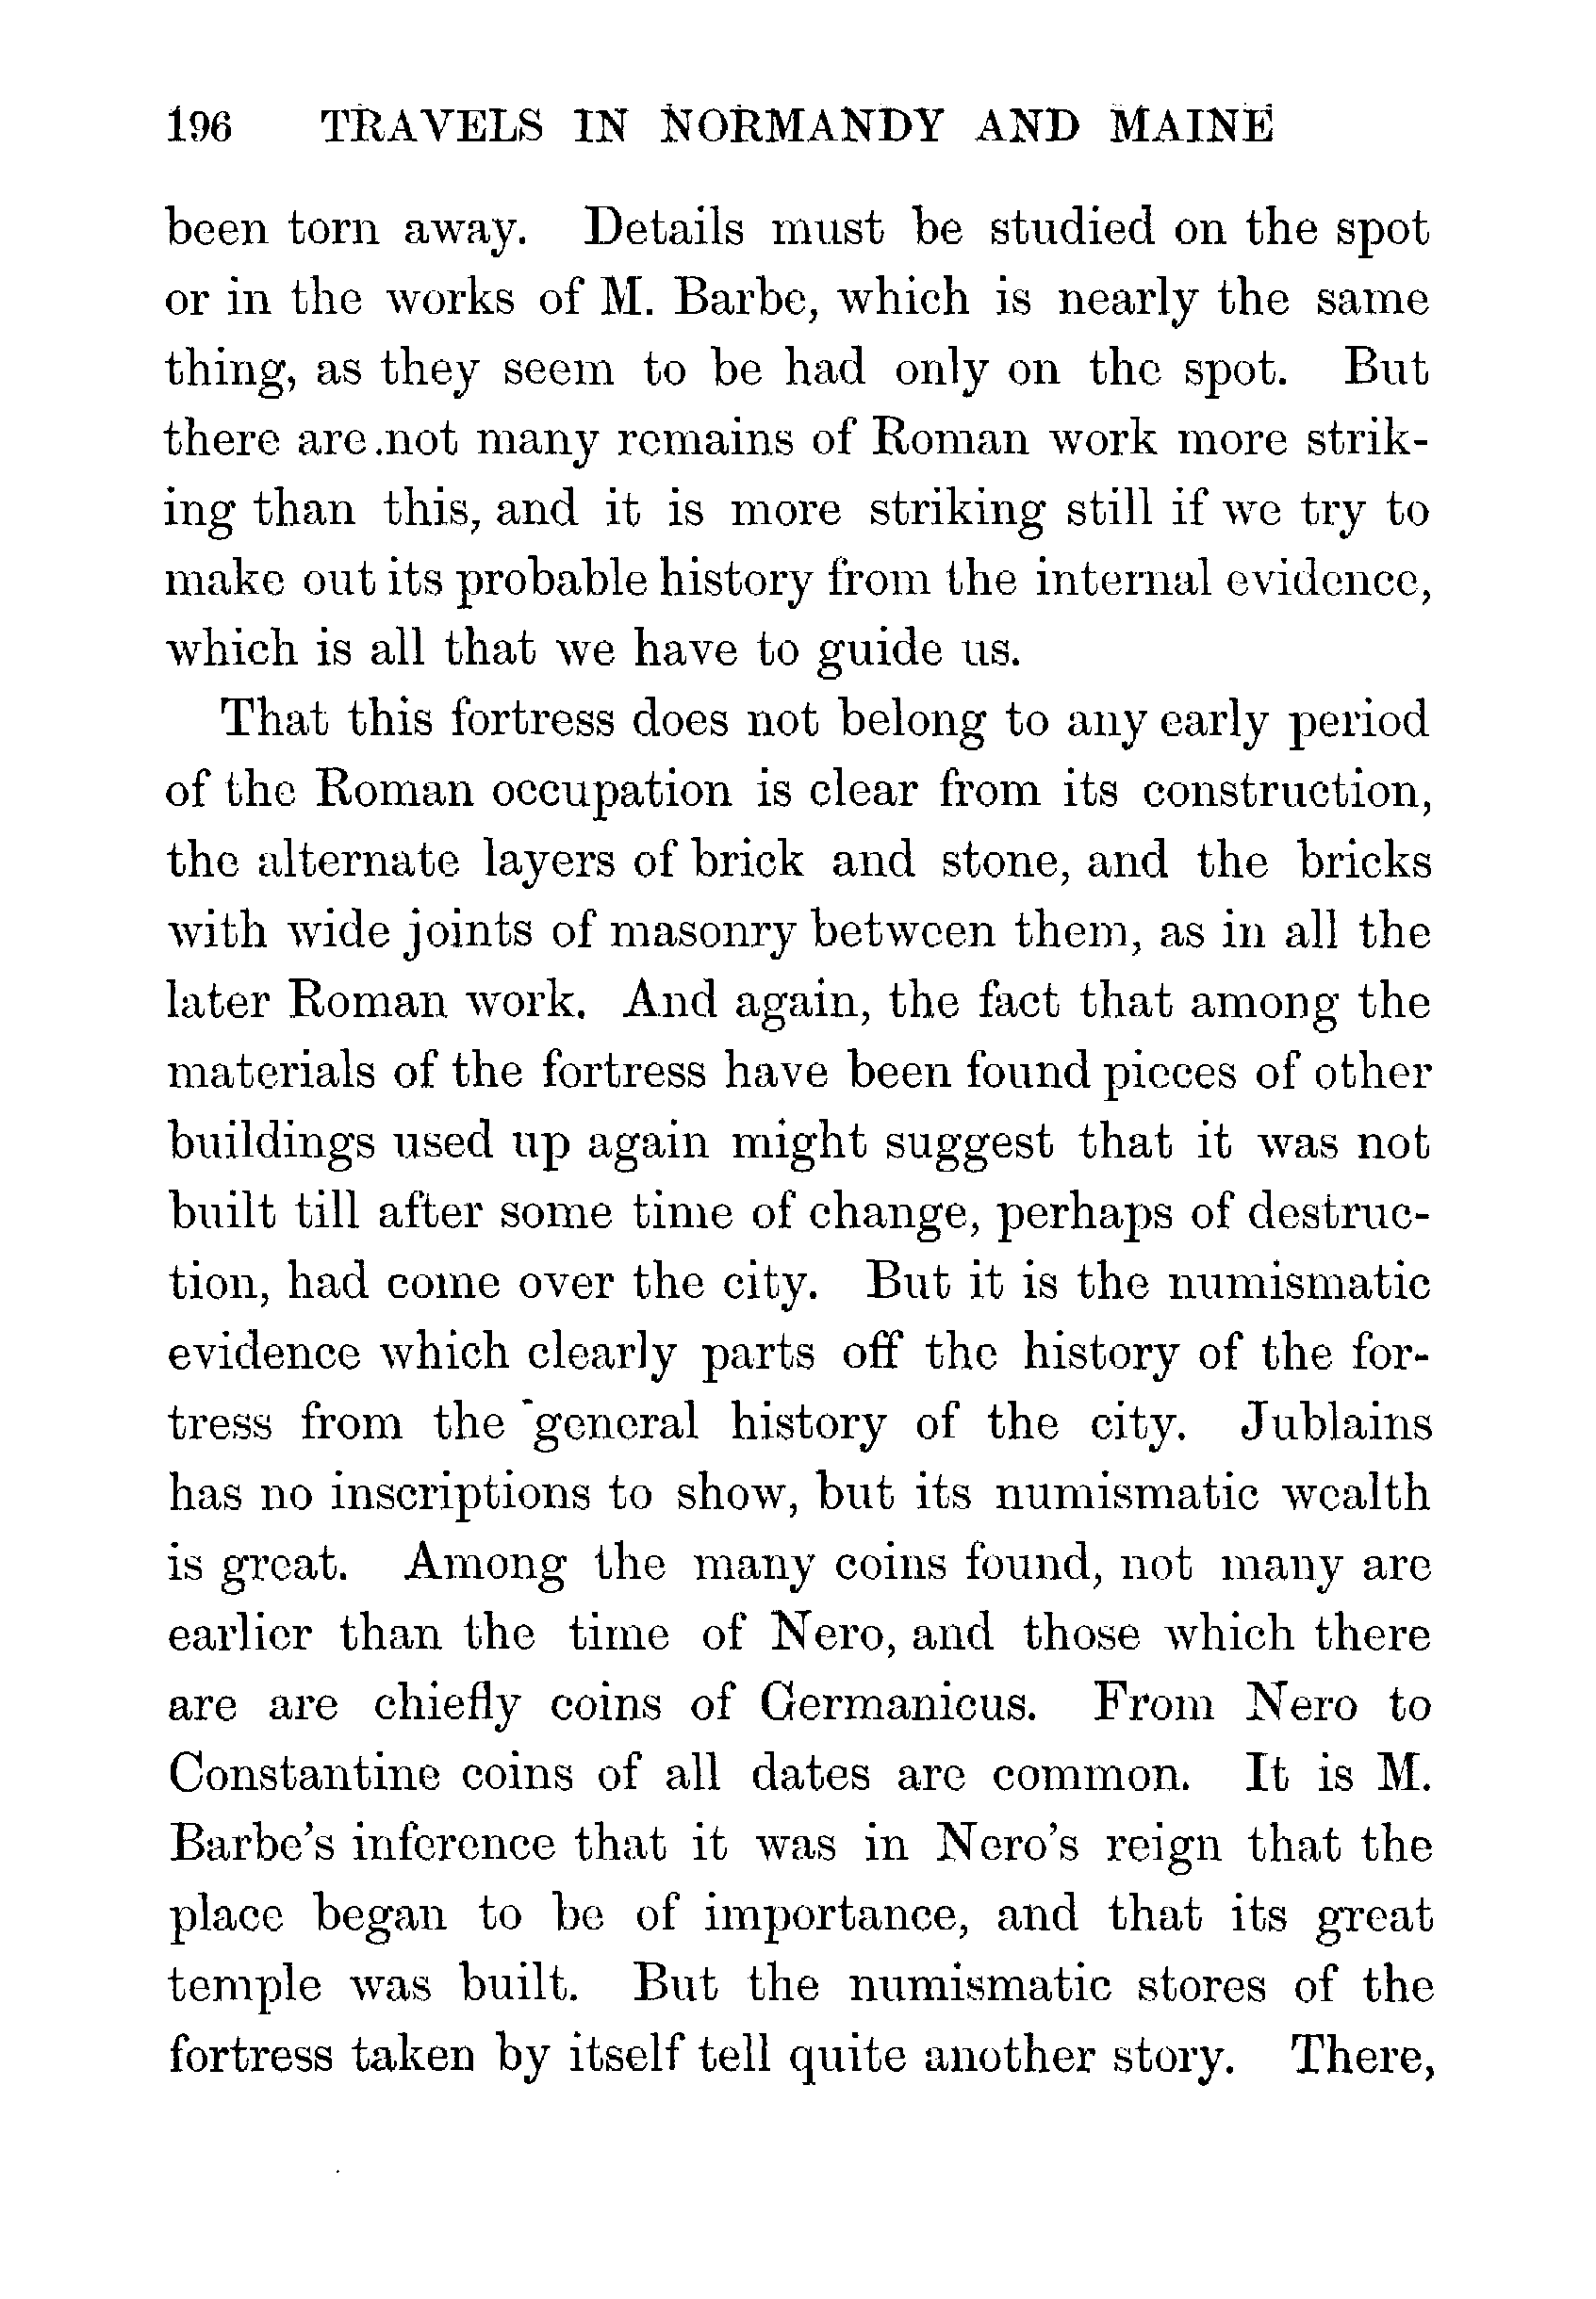 196 TRAVELS IN NORMANDY AND MAINE
been torn away. Details must be studied on the spot
or in the works of M. Barbe, which is nearly the same
thing, as they seem to be had only on the spot. But
there are not many remains of Roman work more strik-
ing than this, and it is more striking still if we try to
make out its probable history from the internal evidence,
which is all that we have to guide us.
That this fortress does not belong to any early period
of the Roman occupation is clear from its construction,
the alternate layers of brick and stone, and the bricks
with wide joints of masonry between them, as in all the
later Roman work. And again, the fact that among the
materials of the fortress have been found pieces of other
buildings used up again might suggest that it was not
built till after some time of change, perhaps of destruc-
tion, had come over the city. But it is the numismatic
evidence which clearly parts off the history of the for-
tress from the general history of the city. Jublains
has no inscriptions to show, but its numismatic wealth
is great. Among the many coins found, not many are
earlier than the time of Nero, and those which there
are are chiefly coins of Germanicus. From Nero to
Constantine coins of all dates are common. It is M.
Barbe's inference that it was in Nero's reign that the
place began to be of importance, and that its great
temple was built. But the numismatic stores of the
fortress taken by itself tell quite another story. There,